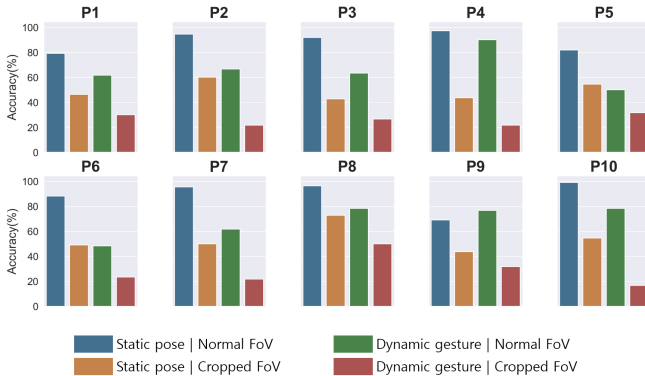 P1 P2 P3 P4 P5
Accuracy(%)
100
80
60
40
20
0
P6 P7 P8 P9 P10
Accuracy(%)
100
80
60
40
20
0
Static pose | Normal FoV Dynamic gesture | Normal FoV
Static pose | Cropped FoV Dynamic gesture | Cropped FoV